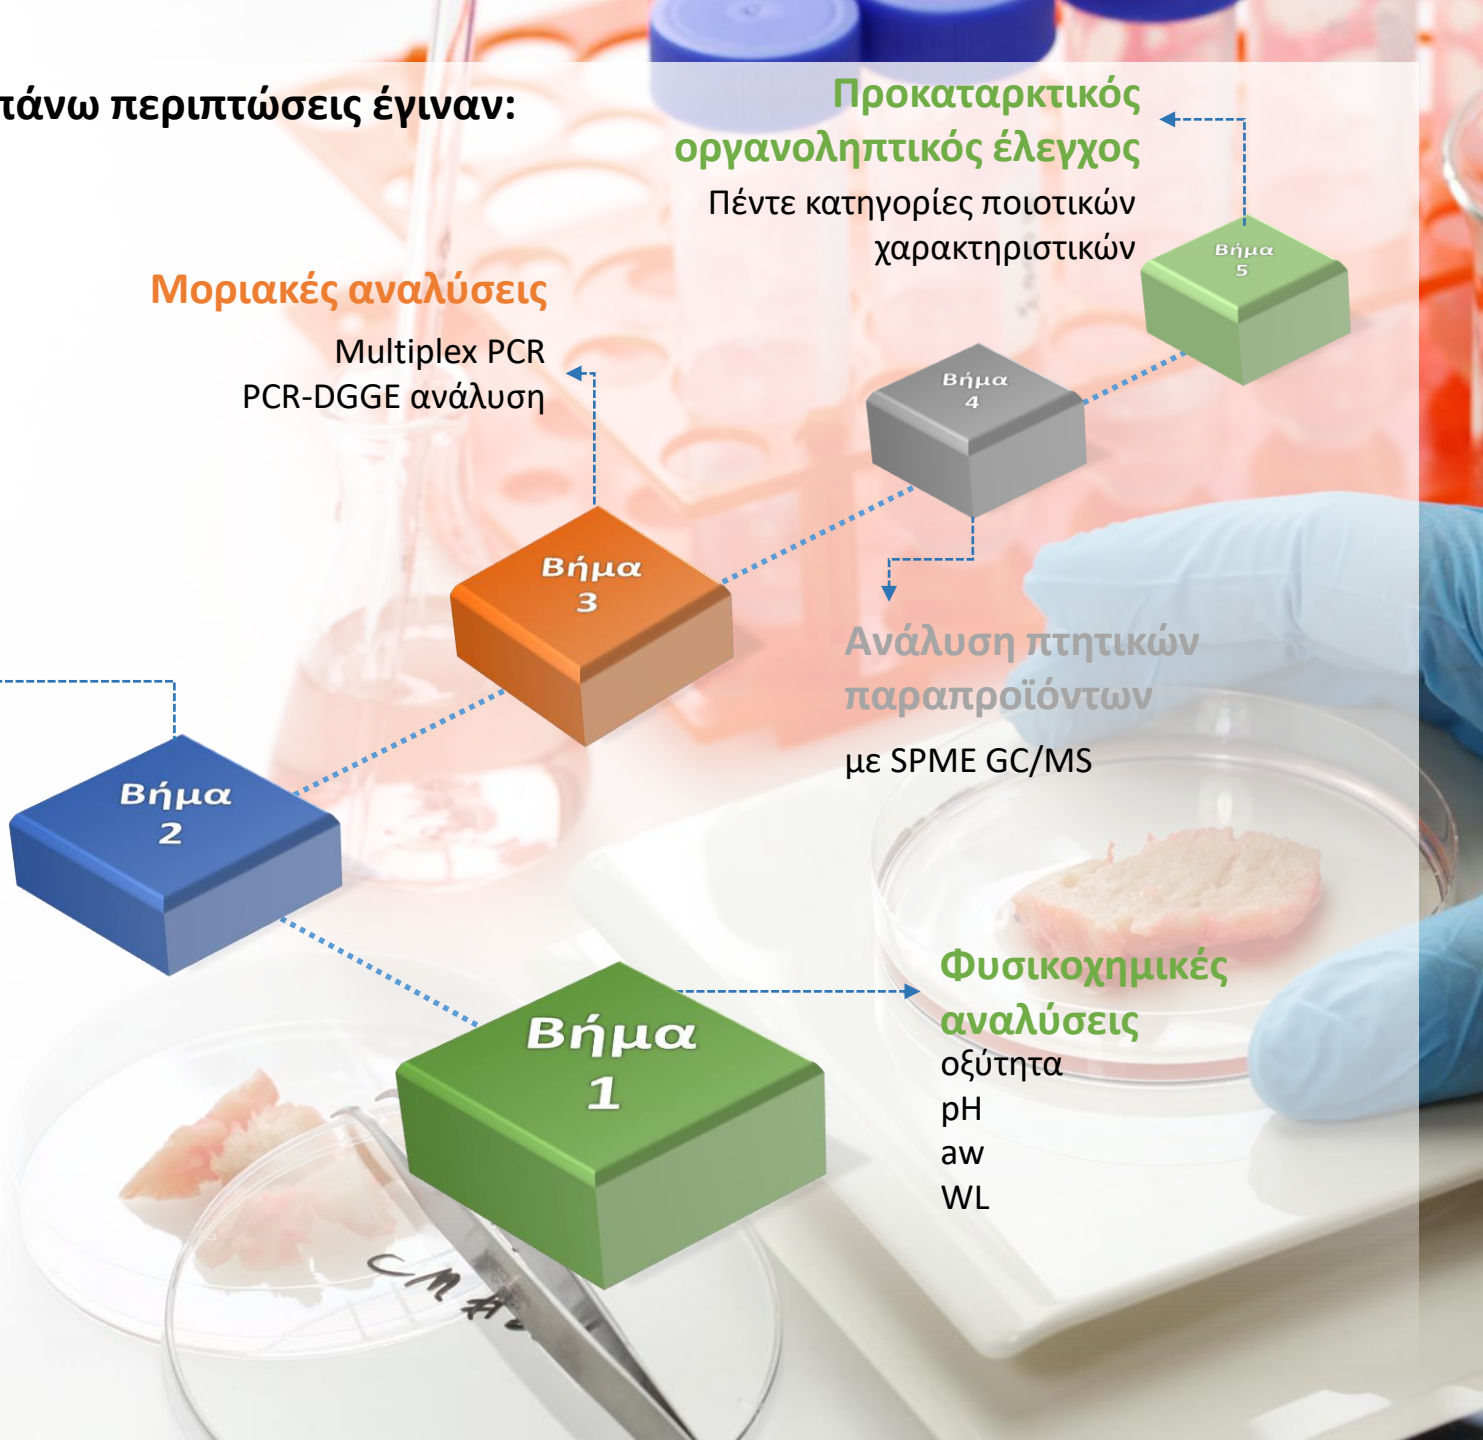 πάνω περιπτώσεις έγιναν:
Προκαταρκτικός
οργανοληπτικός έλεγχος
Πέντε κατηγορίες ποιοτικών
χαρακτηριστικών
Βήμα
5
Μοριακές αναλύσεις
Multiplex PCR
PCR-DGGE ανάλυση
Βήμα
4
Βήμα
3
Ανάλυση πτητικών
παραπροϊόντων
με SPME GC/MS
Βήμα
2
Βήμα
1
Φυσικοχημικές
αναλύσεις
οξύτητα
pH
aw
WL
CM